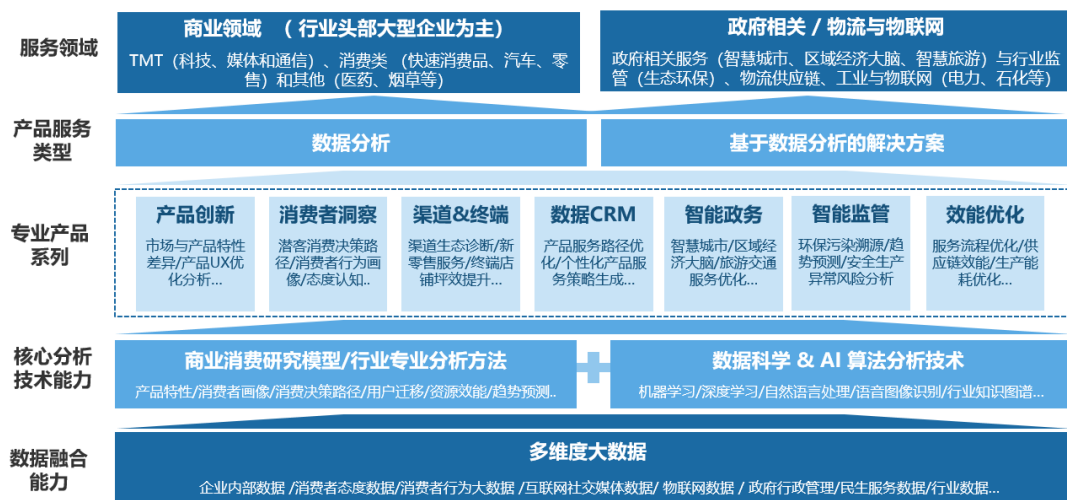 服务领域
商业领域 （ 行业头部大型企业为主）
TMT（科技、媒体和通信）、消费类 （快速消费品、汽车、零
售）和其他（医药、烟草等）
政府相关 / 物流与物联网
政府相关服务（智慧城市、区域经济大脑、智慧旅游）与行业监
管（生态环保）、物流供应链、工业与物联网（电力、石化等）
产品服务
类型
数据分析
基于数据分析的解决方案
专业产品
系列
产品创新
市场与产品特性
差异/产品UX优
化分析...
消费者洞察
潜客消费决策路
径/消费者行为画
像/态度认知..
渠道&终端
渠道生态诊断/新
零售服务/终端店
铺坪效提升...
数据CRM
产品服务路径优
化/个性化产品服
务策略生成...
智能政务
智慧城市/区域经
济大脑/旅游交通
服务优化...
智能监管
环保污染溯源/趋
势预测/安全生产
异常风险分析
效能优化
服务流程优化/供
应链效能/生产能
耗优化...
核心分析
技术能力
商业消费研究模型/行业专业分析方法
产品特性/消费者画像/消费决策路径/用户迁移/资源效能/趋势预测..
数据科学 & AI 算法分析技术
机器学习/深度学习/自然语言处理/语音图像识别/行业知识图谱...
数据融合
能力
多维度大数据
企业内部数据 /消费者态度数据/消费者行为大数据 /互联网社交媒体数据/ 物联网数据 / 政府行政管理/民生服务数据/行业数据...